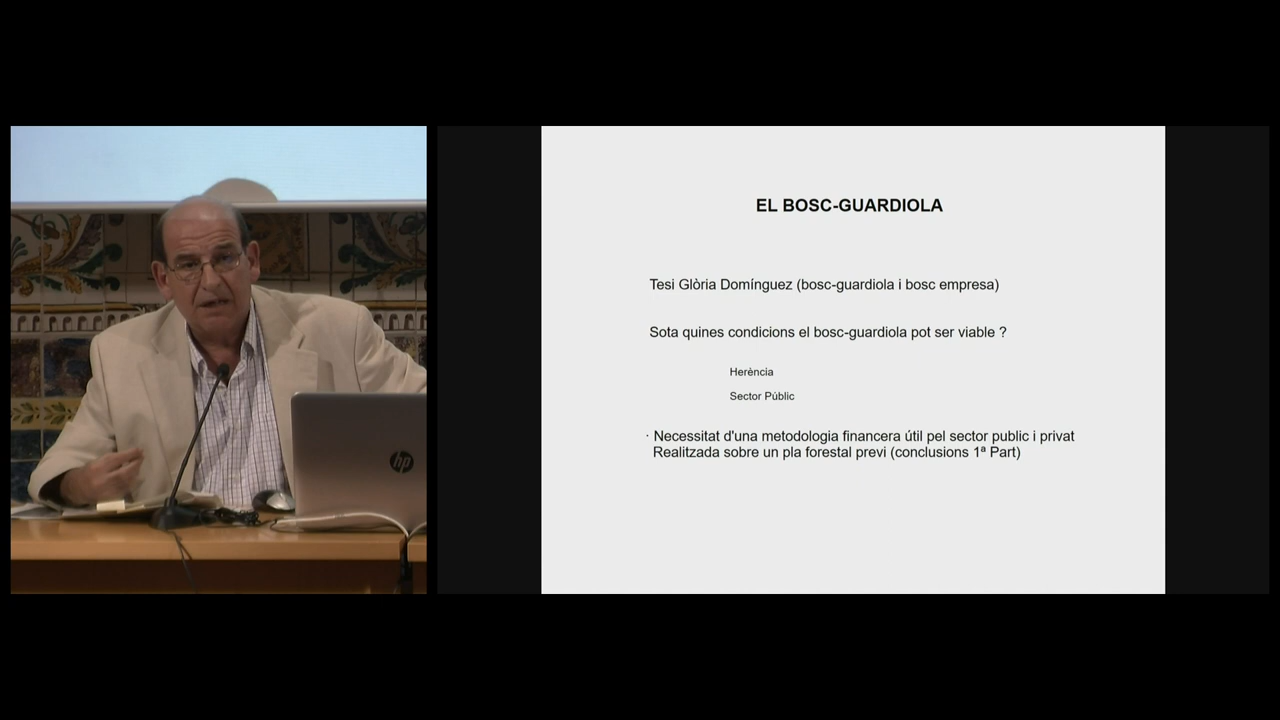 EL BOSC-GUARDIOLA
Tesi Glòria Domínguez (bosc-guardiola i bosc empresa)
Sota quines condicions el bosc-guardiola pot ser viable ?
Herència
Sector Públic
· Necessitat d'una metodologia financera útil pel sector public i privat
Realitzada sobre un pla forestal previ (conclusions 1ª Part)
hp